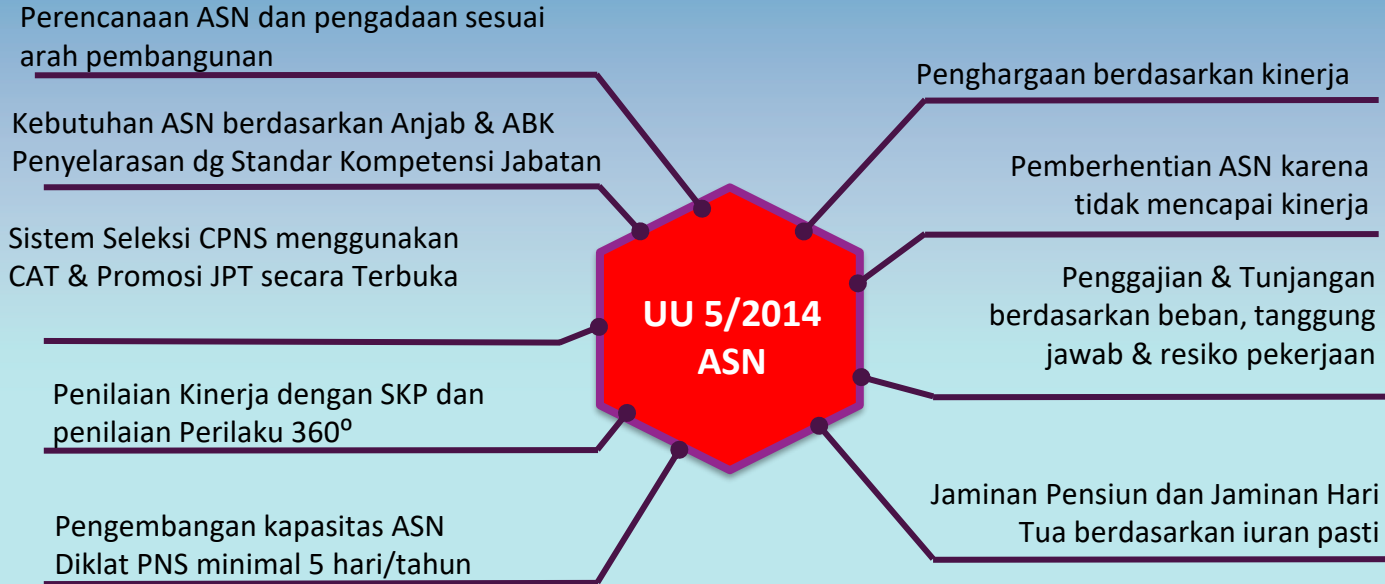 Perencanaan ASN dan pengadaan sesuai
arah pembangunan
Kebutuhan ASN berdasarkan Anjab & ABK
Penyelarasan dg Standar Kompetensi Jabatan
Sistem Seleksi CPNS menggunakan
CAT & Promosi JPT secara Terbuka
Penilaian Kinerja dengan SKP dan
penilaian Perilaku 360⁰
Pengembangan kapasitas ASN
Diklat PNS minimal 5 hari/tahun
UU 5/2014
ASN
Penghargaan berdasarkan kinerja
Pemberhentian ASN karena
tidak mencapai kinerja
Penggajian & Tunjangan
berdasarkan beban, tanggung
jawab & resiko pekerjaan
Jaminan Pensiun dan Jaminan Hari
Tua berdasarkan iuran pasti